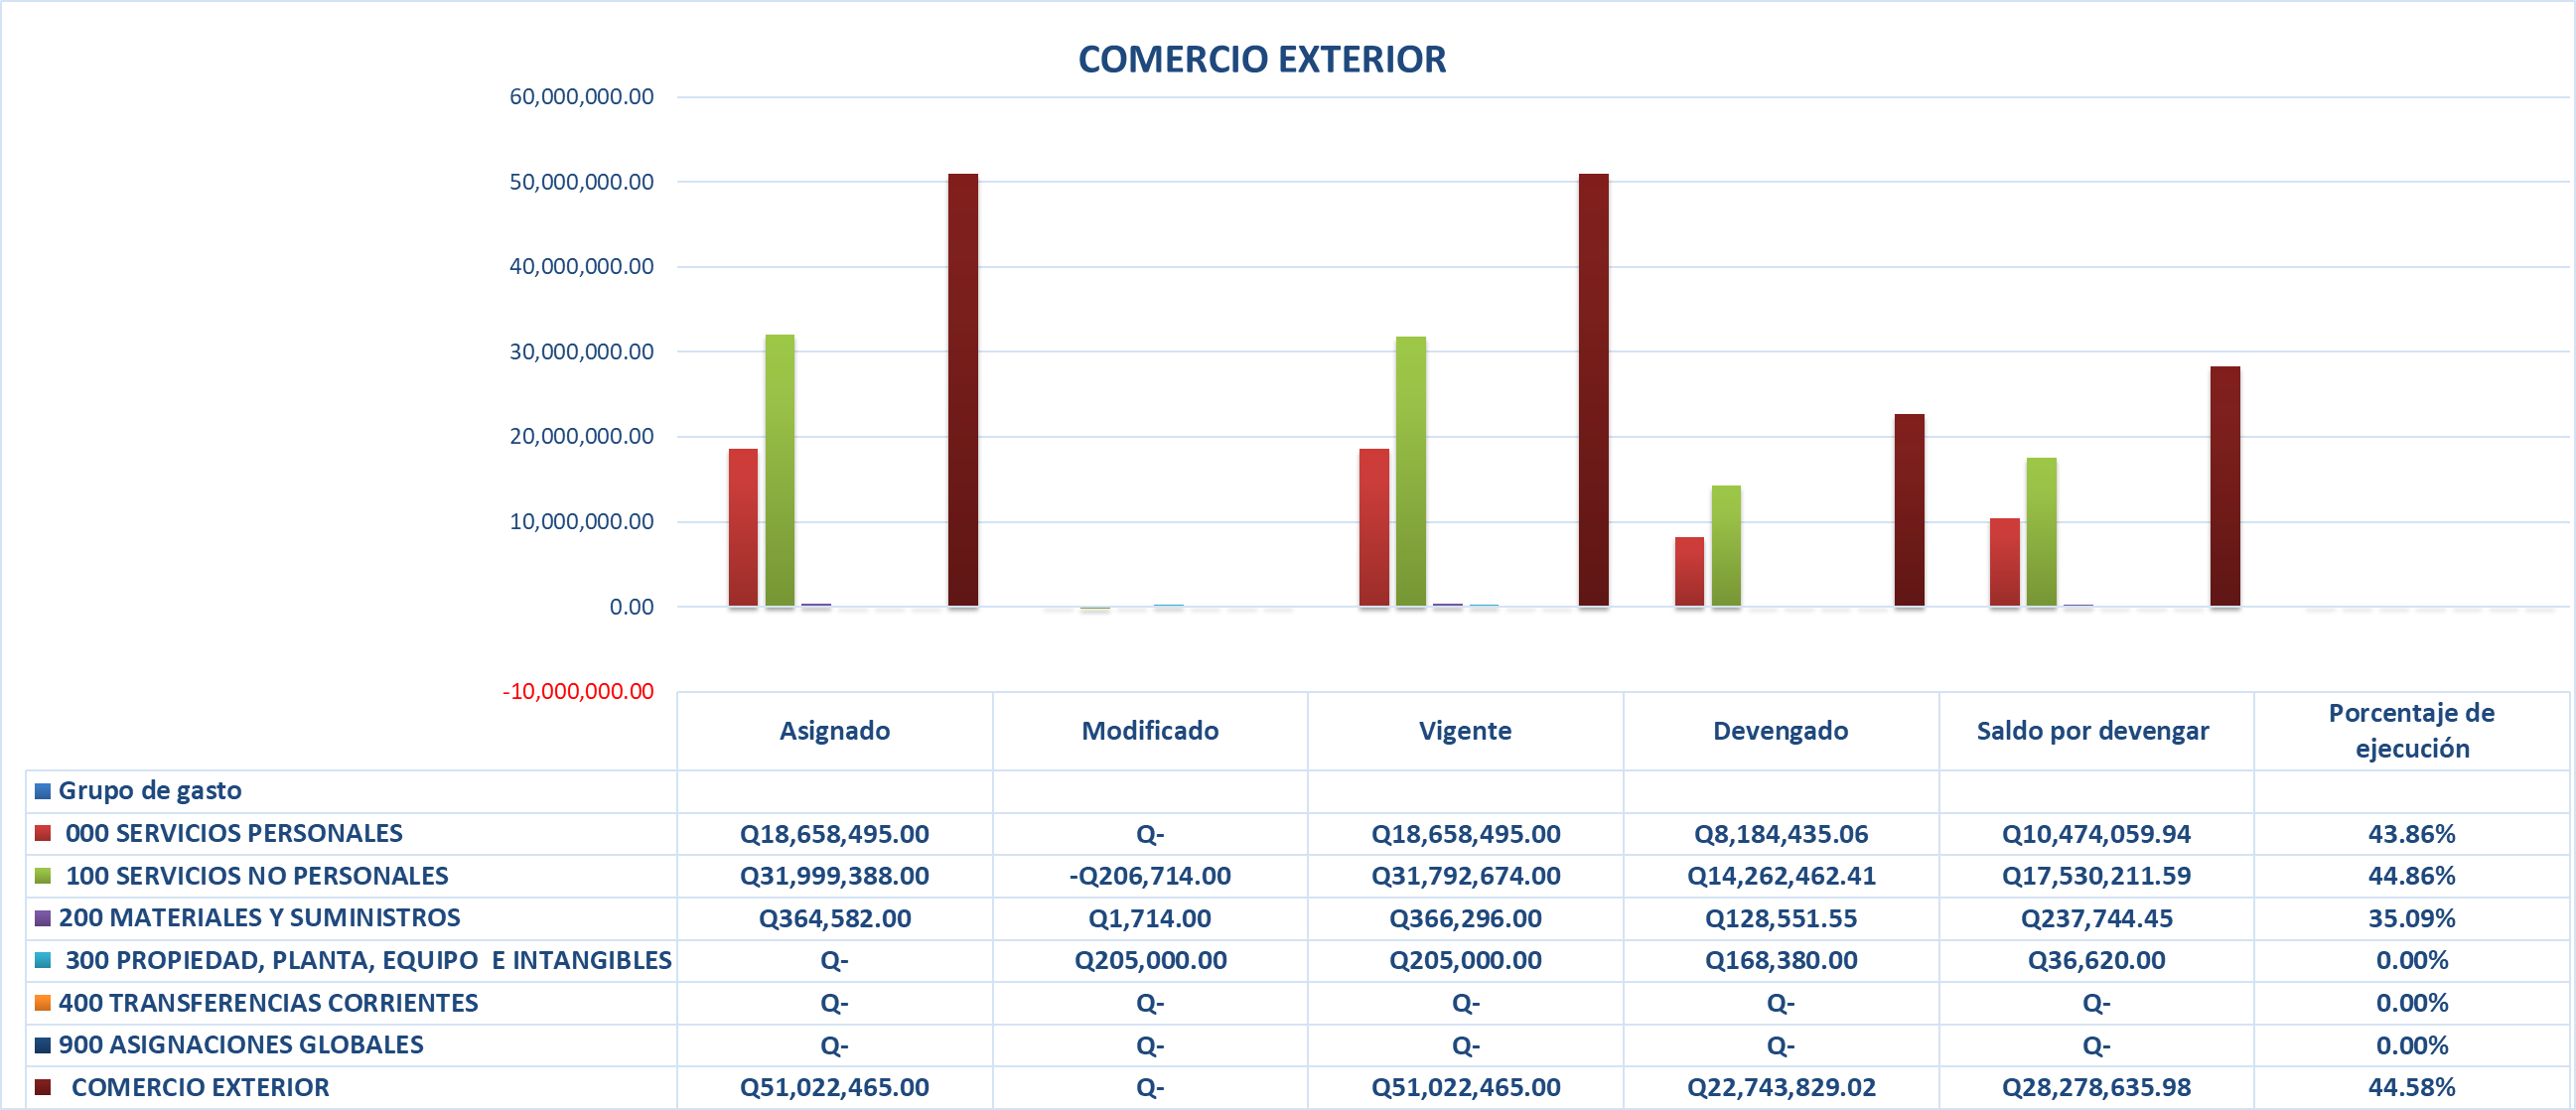 COMERCIO EXTERIOR
60,000,000.00
50,000,000.00
40,000,000.00
30,000,000.00
20,000,000.00
10,000,000.00
0.00
-10,000,000.00
Asignado Modificado Vigente Devengado Saldo por devengar Porcentaje de
ejecución
Grupo de gasto
000 SERVICIOS PERSONALES Q18,658,495.00 Q- Q18,658,495.00 Q8,184,435.06 Q10,474,059.94 43.86%
100 SERVICIOS NO PERSONALES Q31,999,388.00 -Q206,714.00 Q31,792,674.00 Q14,262,462.41 Q17,530,211.59 44.86%
200 MATERIALES Y SUMINISTROS Q364,582.00 Q1,714.00 Q366,296.00 Q128,551.55 Q237,744.45 35.09%
300 PROPIEDAD, PLANTA, EQUIPO E INTANGIBLES Q- Q205,000.00 Q205,000.00 Q168,380.00 Q36,620.00 0.00%
400 TRANSFERENCIAS CORRIENTES Q- Q- Q- Q- Q- 0.00%
900 ASIGNACIONES GLOBALES Q- Q- Q- Q- Q- 0.00%
COMERCIO EXTERIOR Q51,022,465.00 Q- Q51,022,465.00 Q22,743,829.02 Q28,278,635.98 44.58%